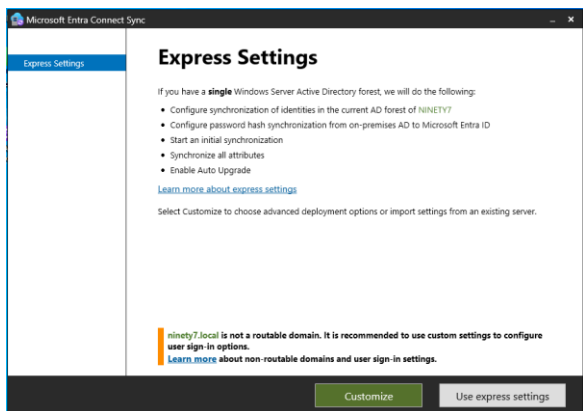 Microsoft Entra Connect Sync
Express Settings
Express Settings
If you have a single Windows Server Active Directory forest, we will do the following:
• Configure synchronization of identities in the current AD forest of NINETY7
• Configure password hash synchronization from on-premises AD to Microsoft Entra ID
• Start an initial synchronization
• Synchronize all attributes
• Enable Auto Upgrade
Learn more about express settings
Select Customize to choose advanced deployment options or import settings from an existing server.
ninety7.local is not a routable domain. It is recommended to use custom settings to configure
user sign-in options.
Learn more about non-routable domains and user sign-in settings.
Customize
Use express settings